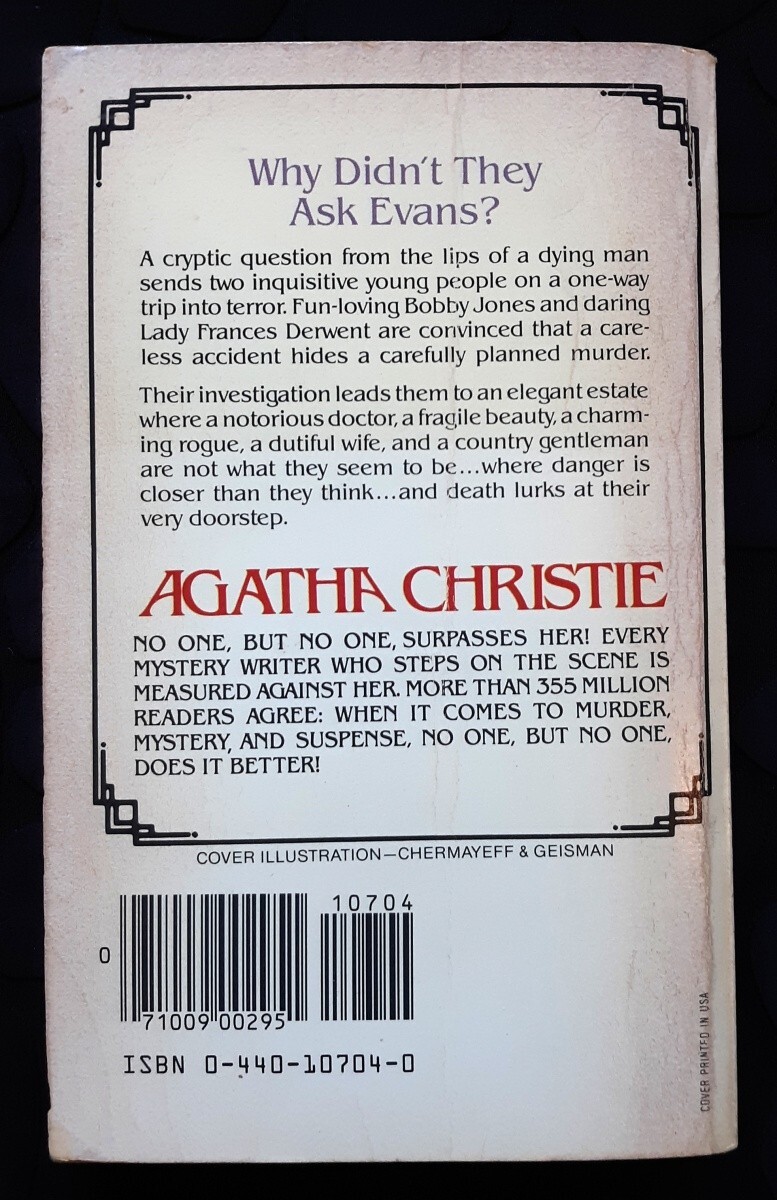 Why Didn't They
Ask Evans?
A cryptic question from the lips of a dying man
sends two inquisitive young people on a one-way
trip into terror. Fun-loving Bobby Jones and daring
Lady Frances Derwent are convinced that a care-
less accident hides a carefully planned murder.
Their investigation leads them to an elegant estate
where a notorious doctor, a fragile beauty, a charm-
ing rogue, a dutiful wife, and a country gentleman
are not what they seem to be...where danger is
closer than they think...and death lurks at their
very doorstep.
AGATHA CHRISTIE
NO ONE, BUT NO ONE, SURPASSES HER! EVERY
MYSTERY WRITER WHO STEPS ON THE SCENE IS
MEASURED AGAINST HER. MORE THAN 355 MILLION
READERS AGREE: WHEN IT COMES TO MURDER,
MYSTERY, AND SUSPENSE, NO ONE, BUT NO ONE,
DOES IT BETTER!
COVER ILLUSTRATION—CHERMAYEFF & GEISMAN
10704
0
71009 00295
ISBN 0-440-10704-0
COVER PRINTED IN USA